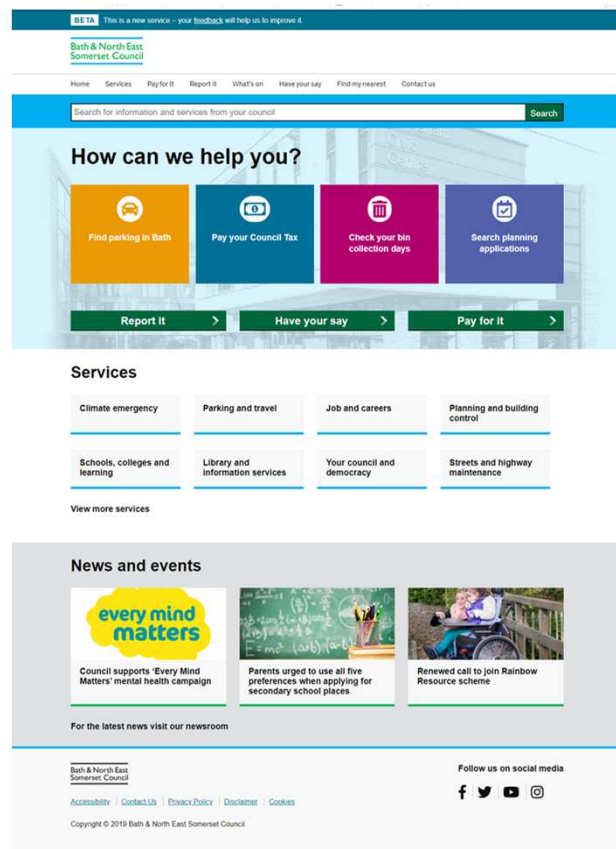 BETA This is a new service – your feedback will help us to improve it.
Bath & North East
Somerset Council
Home Services Pay for it Report it What's on Have your say Find my nearest Contact us
Search for information and services from your council Search
How can we help you?
Find parking in Bath
Pay your Council Tax
Check your bin
collection days
Search planning
applications
Report it
Have your say
Pay for it
Services
Climate emergency
Parking and travel
Job and careers
Planning and building
control
Schools, colleges and
learning
Library and
information services
Your council and
democracy
Streets and highway
maintenance
View more services
News and events
every mind
matters
Council supports 'Every Mind
Matters' mental health campaign
Parents urged to use all five
preferences when applying for
secondary school places
Renewed call to join Rainbow
Resource scheme
For the latest news visit our newsroom
Bath & North East
Somerset Council
Follow us on social media
Accessibility Contact Us Privacy Policy Disclaimer Cookies
Copyright © 2019 Bath & North East Somerset Council